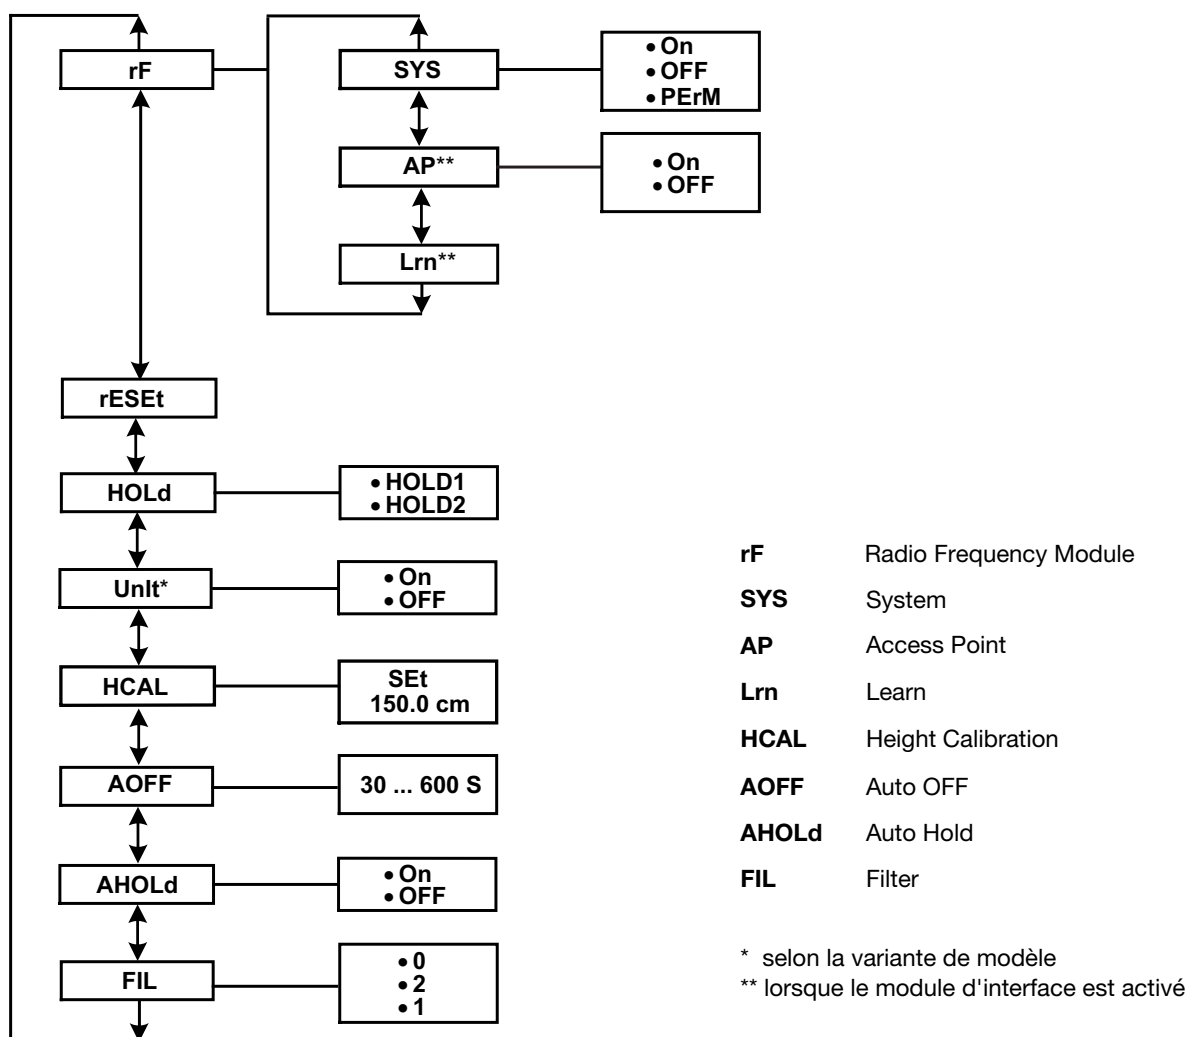 rF
SYS
• On
• OFF
• PErM
AP**
• On
• OFF
Lrn**
rESEt
HOLd
• HOLD1
• HOLD2
UnIt*
• On
• OFF
HCAL
SEt
150.0 cm
AOFF
30 ... 600 S
AHOLd
• On
• OFF
FIL
• 0
• 2
• 1
rF Radio Frequency Module
SYS System
AP Access Point
Lrn Learn
HCAL Height Calibration
AOFF Auto OFF
AHOLd Auto Hold
FIL Filter
* selon la variante de modèle
** lorsque le module d'interface est activé